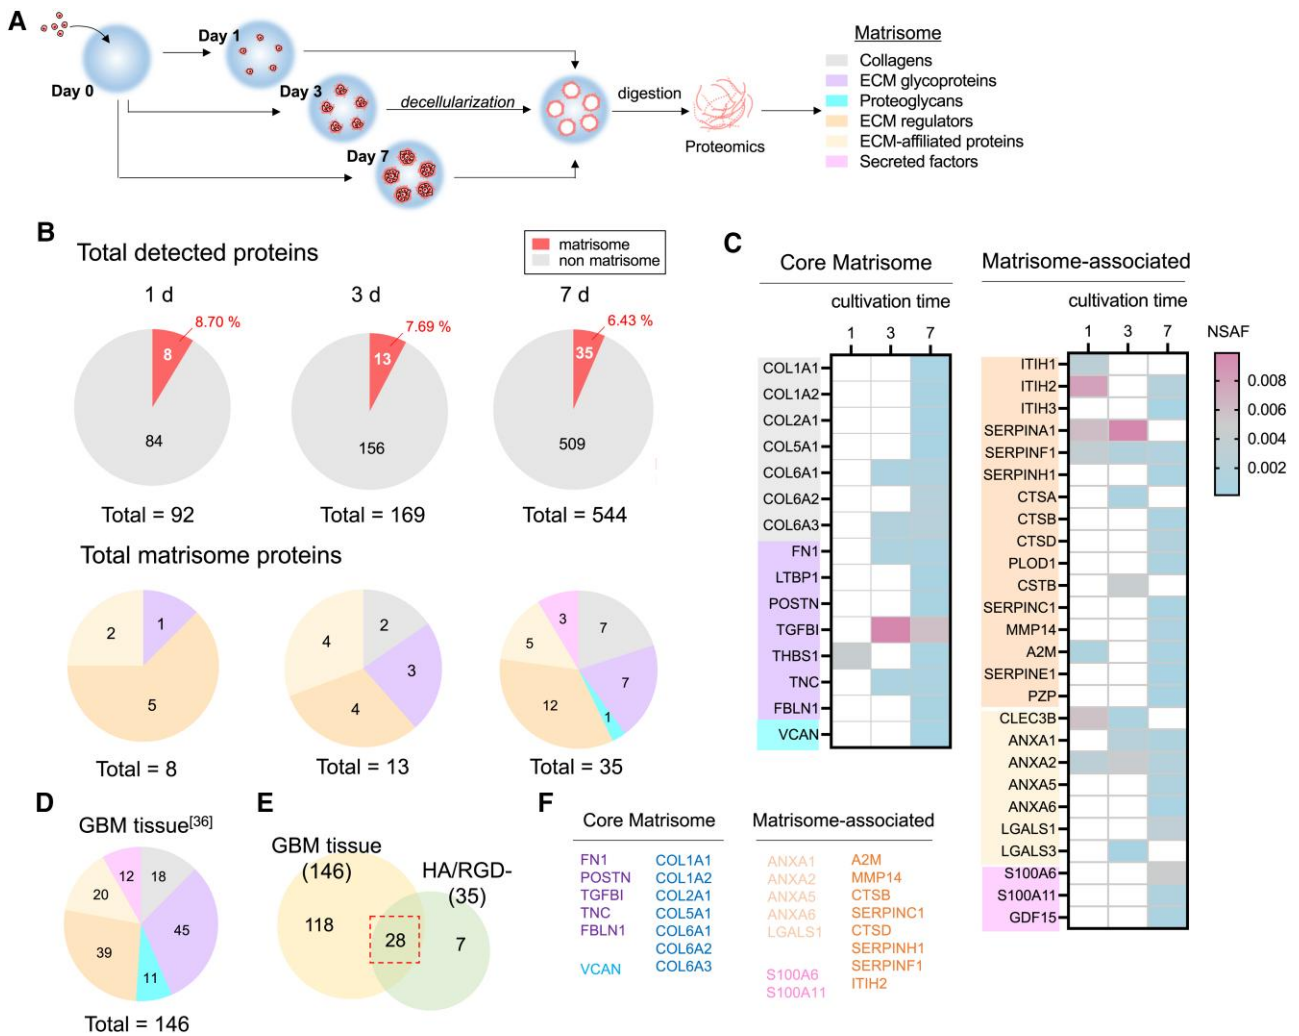 A
Day 0
Day 1
Day 3
Day 7
decellularization
digestion
Proteomics
Matrisome
Collagens
ECM glycoproteins
Proteoglycans
ECM regulators
ECM-affiliated proteins
Secreted factors
B
Total detected proteins
matrisome
non matrisome
1 d
3 d
7 d
8.70 %
7.69 %
6.43 %
8
13
35
84
156
509
Total = 92
Total = 169
Total = 544
Total matrisome proteins
2
1
5
4
2
3
4
3
7
5
7
12
1
Total = 8
Total = 13
Total = 35
C
Core Matrisome
cultivation time
1 3 7
COL1A1
COL1A2
COL2A1
COL5A1
COL6A1
COL6A2
COL6A3
FN1
LTBP1
POSTN
TGFBI
THBS1
TNC
FBLN1
VCAN
Matrisome-associated
cultivation time
1 3 7
ITIH1
ITIH2
ITIH3
SERPINA1
SERPINF1
SERPINH1
CTSA
CTSB
CTSD
PLOD1
CSTB
SERPINC1
MMP14
A2M
SERPINE1
PZP
CLEC3B
ANXA1
ANXA2
ANXA5
ANXA6
LGALS1
LGALS3
S100A6
S100A11
GDF15
NSAF
0.008
0.006
0.004
0.002
D
GBM tissue[36]
12
18
20
45
39
11
Total = 146
E
GBM tissue
(146)
HA/RGD-
(35)
118
28
7
F
Core Matrisome
FN1 COL1A1
POSTN COL1A2
TGFBI COL2A1
TNC COL5A1
FBLN1 COL6A1
COL6A2
VCAN COL6A3
Matrisome-associated
ANXA1 A2M
ANXA2 MMP14
ANXA5 CTSB
ANXA6 SERPINC1
LGALS1 CTSD
SERPINH1
S100A6 SERPINF1
S100A11 ITIH2